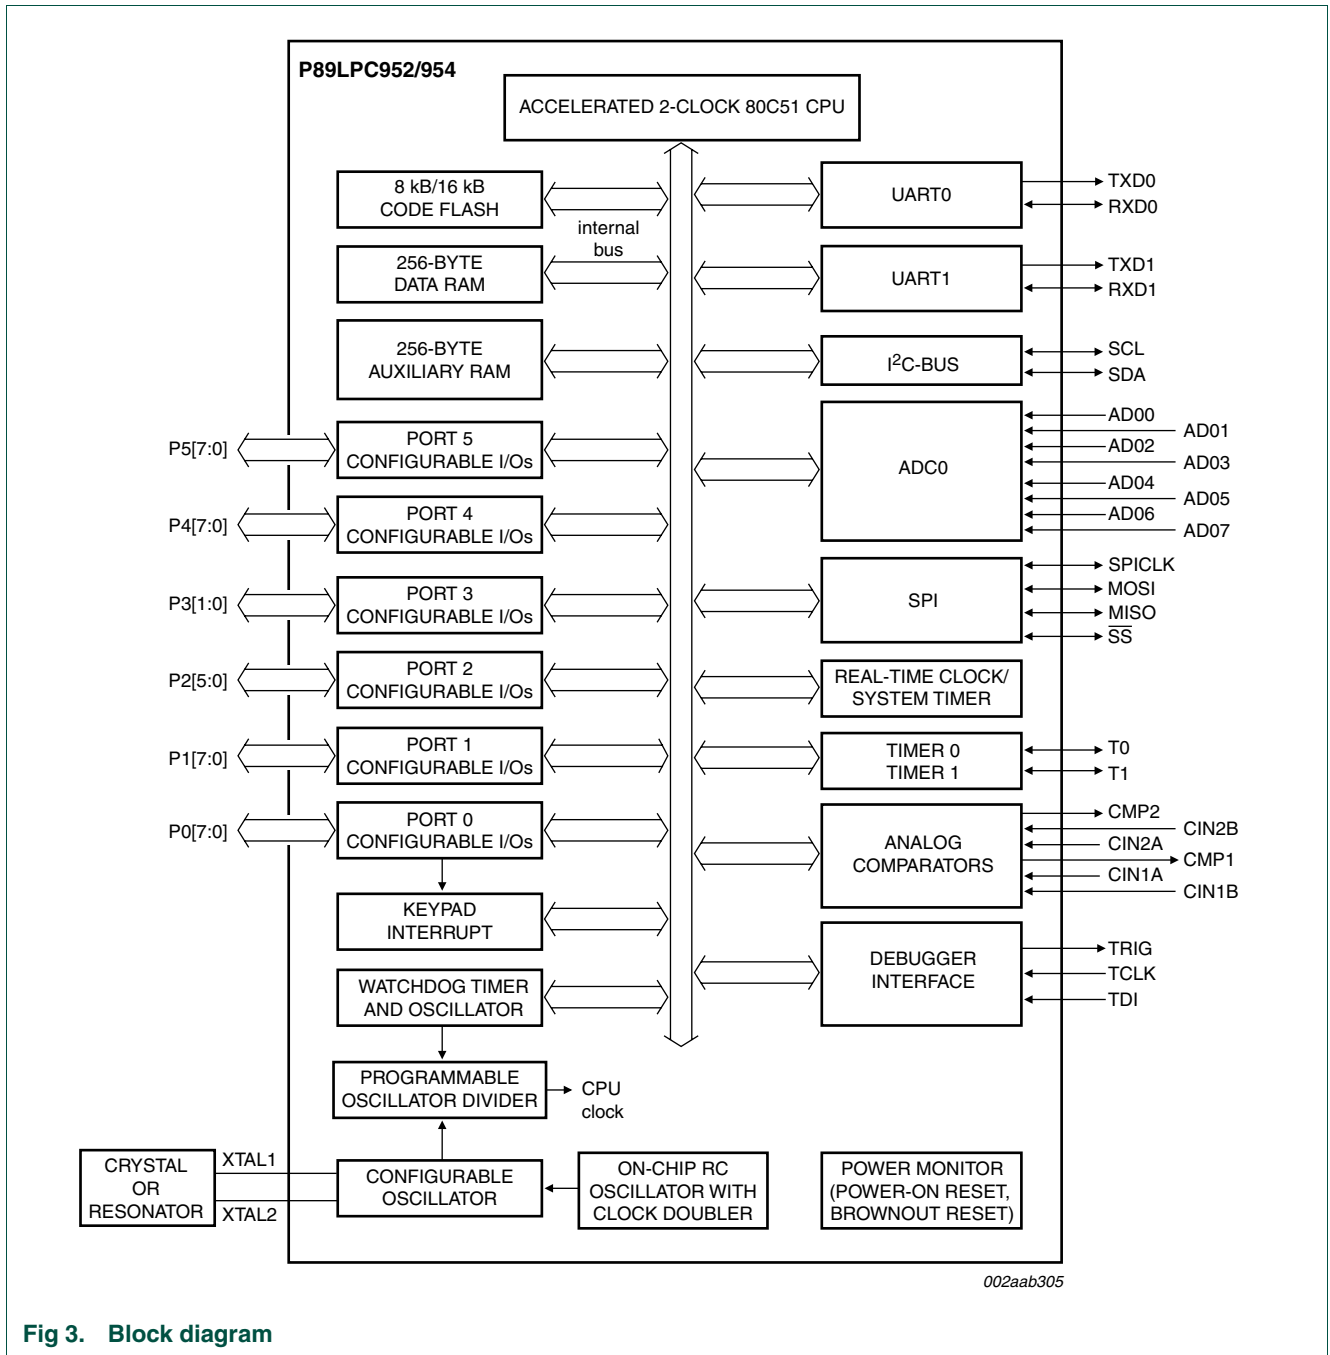 P89LPC952/954
ACCELERATED 2-CLOCK 80C51 CPU
8 kB/16 kB
CODE FLASH
internal
bus
256-BYTE
DATA RAM
256-BYTE
AUXILIARY RAM
P5[7:0]
PORT 5
CONFIGURABLE I/Os
P4[7:0]
PORT 4
CONFIGURABLE I/Os
P3[1:0]
PORT 3
CONFIGURABLE I/Os
P2[5:0]
PORT 2
CONFIGURABLE I/Os
P1[7:0]
PORT 1
CONFIGURABLE I/Os
P0[7:0]
PORT 0
CONFIGURABLE I/Os
KEYPAD
INTERRUPT
WATCHDOG TIMER
AND OSCILLATOR
PROGRAMMABLE
OSCILLATOR DIVIDER
CPU
clock
CRYSTAL
OR
RESONATOR
XTAL1
XTAL2
CONFIGURABLE
OSCILLATOR
ON-CHIP RC
OSCILLATOR WITH
CLOCK DOUBLER
UART0
TXD0
RXD0
UART1
TXD1
RXD1
I²C-BUS
SCL
SDA
ADC0
AD00
AD01
AD02
AD03
AD04
AD05
AD06
AD07
SPI
SPICLK
MOSI
MISO
S̅S̅
REAL-TIME CLOCK/
SYSTEM TIMER
TIMER 0
TIMER 1
T0
T1
ANALOG
COMPARATORS
CMP2
CIN2B
CIN2A
CMP1
CIN1A
CIN1B
DEBUGGER
INTERFACE
TRIG
TCLK
TDI
POWER MONITOR
(POWER-ON RESET,
BROWNOUT RESET)
002aab305
Fig 3. Block diagram